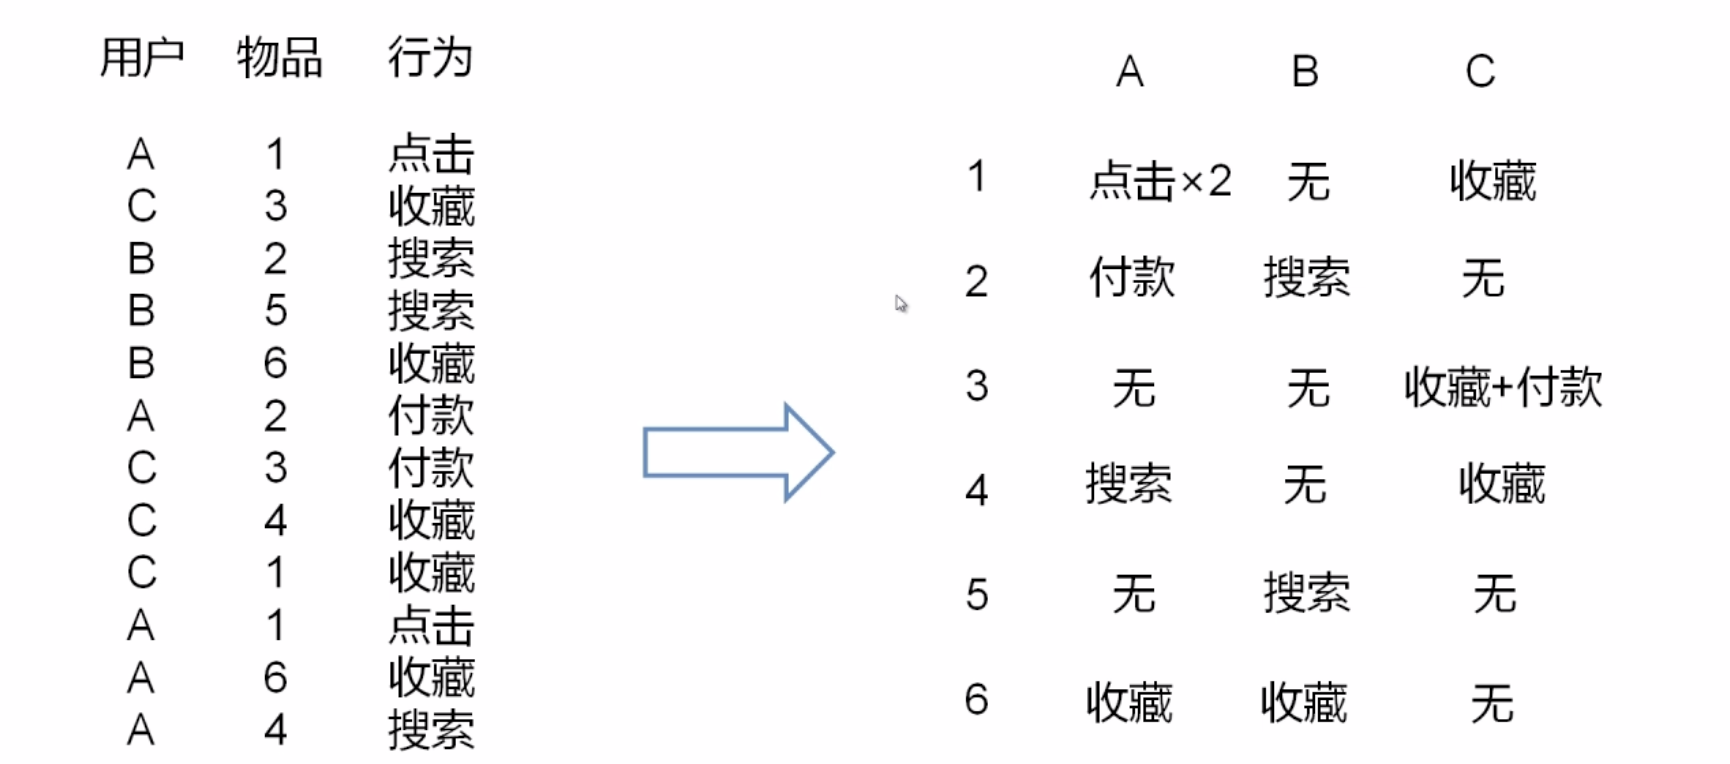 用户 物品 行为
A 1 点击
C 3 收藏
B 2 搜索
B 5 搜索
B 6 收藏
A 2 付款
C 3 付款
C 4 收藏
C 1 收藏
A 1 点击
A 6 收藏
A 4 搜索
A B C
1 点击×2 无 收藏
2 付款 搜索 无
3 无 无 收藏+付款
4 搜索 无 收藏
5 无 搜索 无
6 收藏 收藏 无